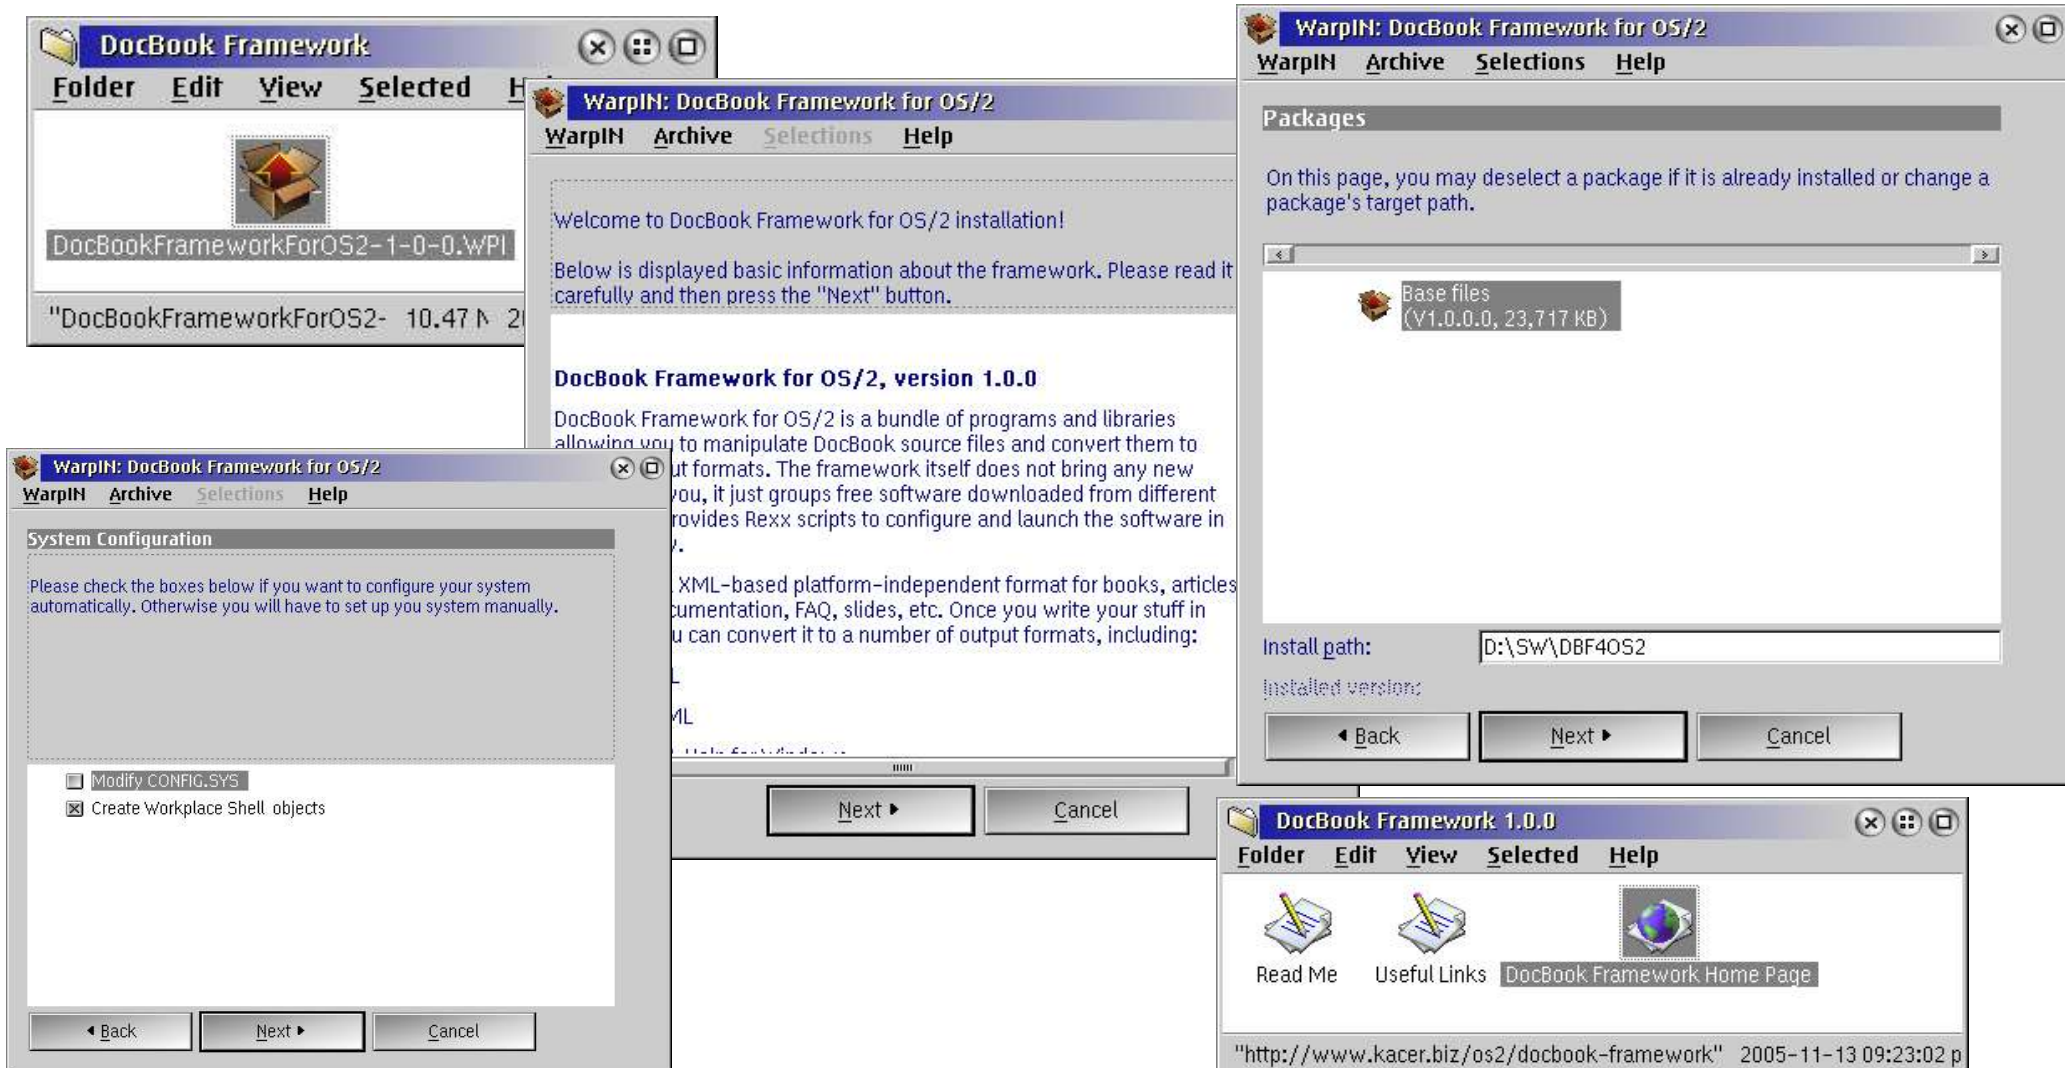 DocBook Framework
Folder Edit View Selected
DocBookFrameworkForOS2-1-0-0.WPI
"DocBookFrameworkForOS2- 10.47
WarpIN: DocBook Framework for OS/2
WarpIN Archive Selections Help
Welcome to DocBook Framework for OS/2 installation!
Below is displayed basic information about the framework. Please read it
carefully and then press the "Next" button.
DocBook Framework for OS/2, version 1.0.0
DocBook Framework for OS/2 is a bundle of programs and libraries
allowing you to manipulate DocBook source files and convert them to
ut formats. The framework itself does not bring any new
you, it just groups free software downloaded from different
rovides Rexx scripts to configure and launch the software in
y.
XML-based platform-independent format for books, articles
cumentation, FAQ, slides, etc. Once you write your stuff in
u can convert it to a number of output formats, including:
L
ML
Help for Windows
Next
Cancel
WarpIN: DocBook Framework for OS/2
WarpIN Archive Selections Help
Packages
On this page, you may deselect a package if it is already installed or change a
package's target path.
Base files
(V1.0.0.0, 23,717 KB)
Install path: D:\SW\DBF4OS2
Installed version:
Back Next Cancel
WarpIN: DocBook Framework for OS/2
WarpIN Archive Selections Help
System Configuration
Please check the boxes below if you want to configure your system
automatically. Otherwise you will have to set up you system manually.
Modify CONFIG.SYS
Create Workplace Shell objects
Back Next Cancel
DocBook Framework 1.0.0
Folder Edit View Selected Help
Read Me Useful Links DocBook Framework Home Page
"http://www.kacer.biz/os2/docbook-framework" 2005-11-13 09:23:02 p